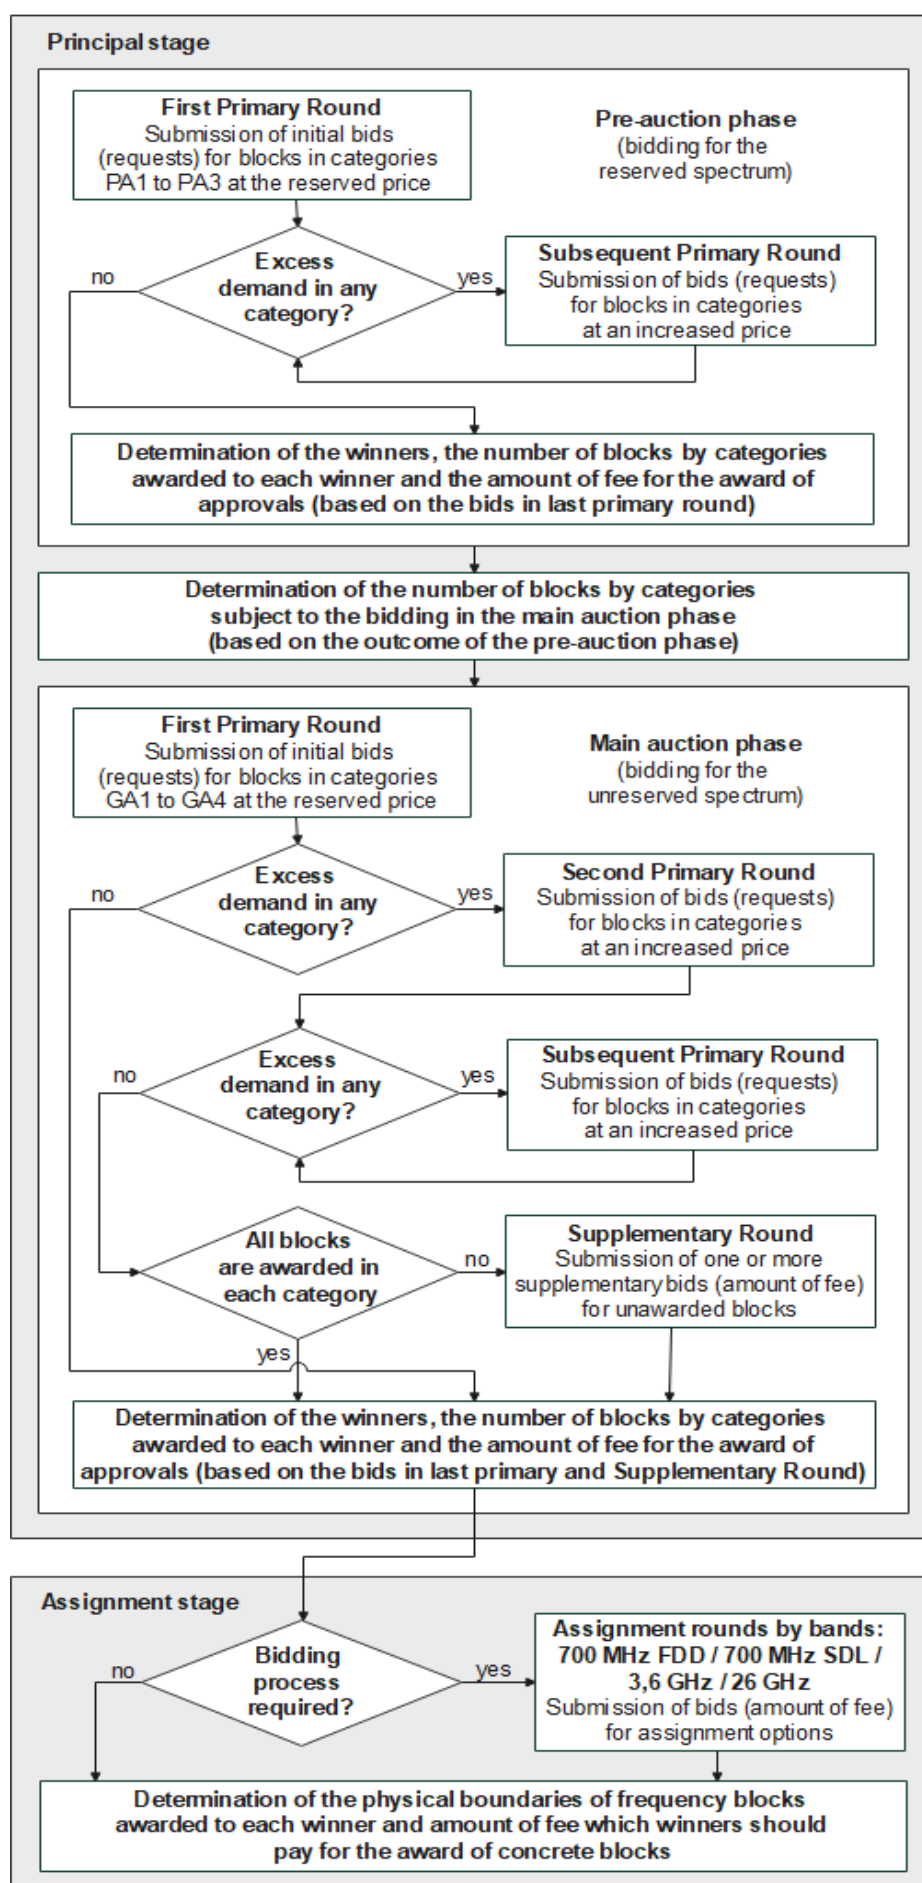 Principal stage
First Primary Round
Submission of initial bids
(requests) for blocks in categories
PA1 to PA3 at the reserved price
Pre-auction phase
(bidding for the
reserved spectrum)
Excess
demand in any
category?
no
yes
Subsequent Primary Round
Submission of bids (requests)
for blocks in categories
at an increased price
Determination of the winners, the number of blocks by categories
awarded to each winner and the amount of fee for the award of
approvals (based on the bids in last primary round)
Determination of the number of blocks by categories
subject to the bidding in the main auction phase
(based on the outcome of the pre-auction phase)
First Primary Round
Submission of initial bids
(requests) for blocks in categories
GA1 to GA4 at the reserved price
Main auction phase
(bidding for the
unreserved spectrum)
Excess
demand in any
category?
no
yes
Second Primary Round
Submission of bids (requests)
for blocks in categories
at an increased price
Excess
demand in any
category?
no
yes
Subsequent Primary Round
Submission of bids (requests)
for blocks in categories
at an increased price
All blocks
are awarded in
each category
no
yes
Supplementary Round
Submission of one or more
supplementary bids (amount of fee)
for unawarded blocks
Determination of the winners, the number of blocks by categories
awarded to each winner and the amount of fee for the award of
approvals (based on the bids in last primary and Supplementary Round)
Assignment stage
Bidding
process
required?
no
yes
Assignment rounds by bands:
700 MHz FDD / 700 MHz SDL /
3,6 GHz / 26 GHz
Submission of bids (amount of fee)
for assignment options
Determination of the physical boundaries of frequency blocks
awarded to each winner and amount of fee which winners should
pay for the award of concrete blocks